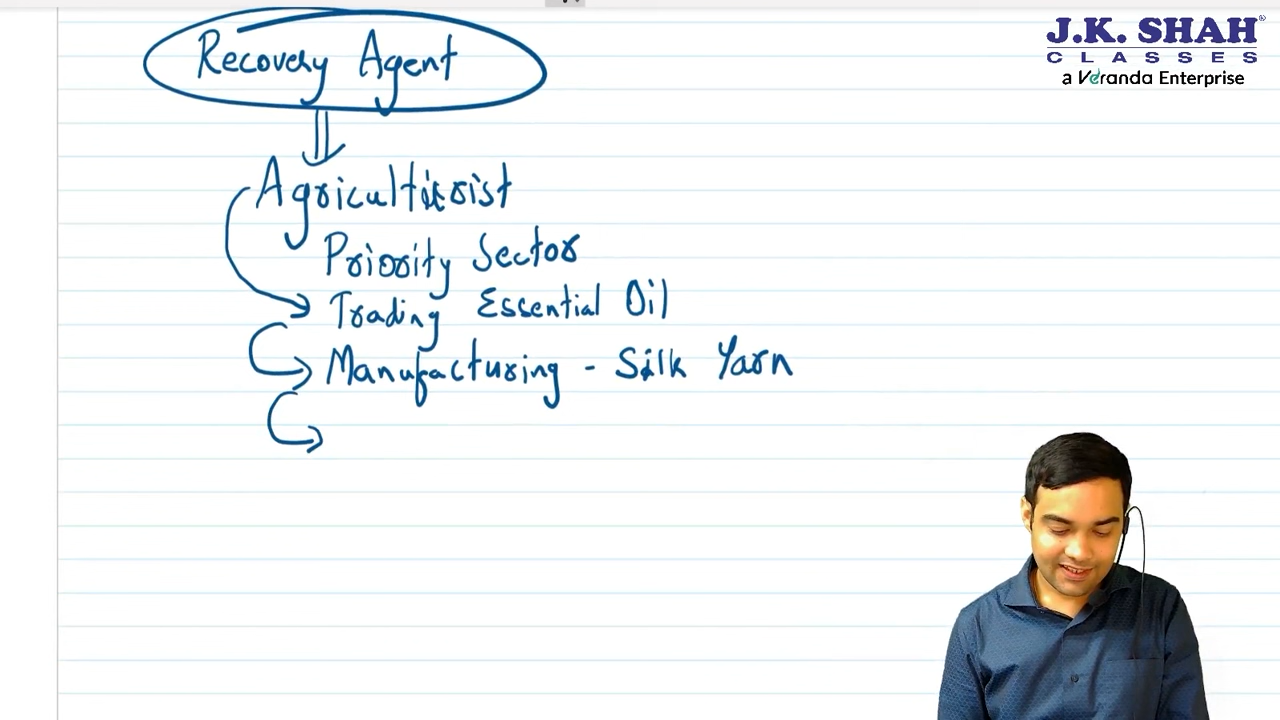 Recovery Agent
J.K. SHAH®
CLASSES
a Veranda Enterprise
Agriculturist
Priority Sector
Trading Essential Oil
Manufacturing - Silk Yarn